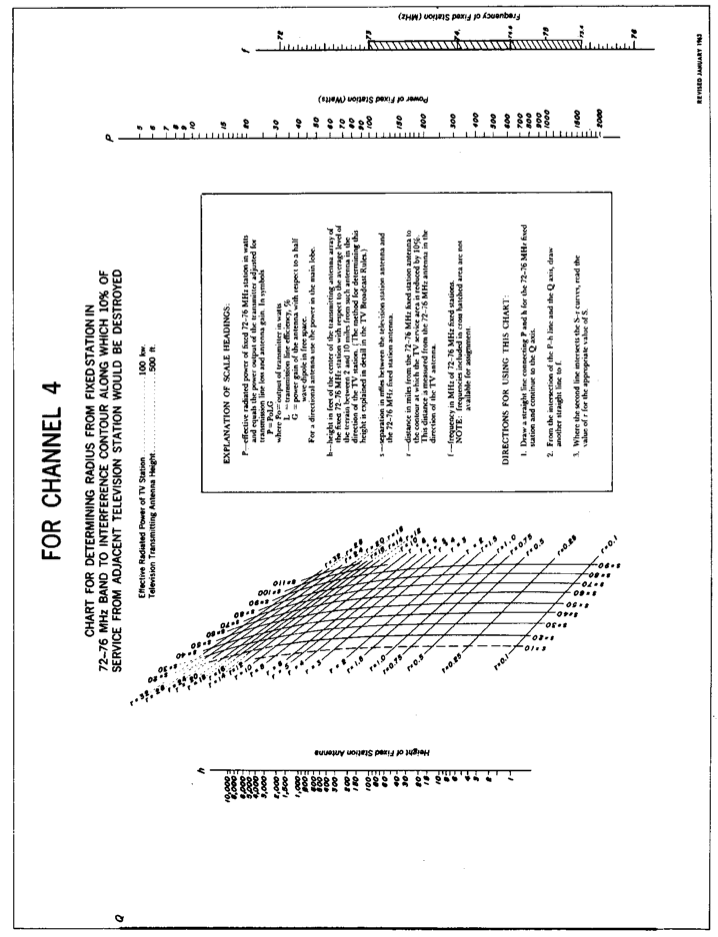 FOR CHANNEL 4
CHART FOR DETERMINING RADIUS FROM FIXED STATION IN
72–76 MHz BAND TO INTERFERENCE CONTOUR ALONG WHICH 10% OF
SERVICE FROM ADJACENT TELEVISION STATION WOULD BE DESTROYED
Effective Radiated Power of TV Station 100 kw.
Television Transmitting Antenna Height. 500 ft.
EXPLANATION OF SCALE HEADINGS:
P—effective radiated power of fixed 72-76 MHz station in watts
and equals the power output of the transmitter adjusted for
transmission line loss and antenna gain. In symbols
P = PoLG
where Po = output of transmitter in watts
L = transmission line efficiency, %
G = power gain of the antenna with respect to a half
wave dipole in free space.
For a directional antenna use the power in the main lobe.
h—height in feet of the center of the transmitting antenna array of
the fixed 72-76 MHz station with respect to the average level of
the terrain between 2 and 10 miles from such antenna in the
direction of the TV station. (The method for determining this
height is explained in detail in the TV Broadcast Rules.)
s—separation in miles between the television station antenna and
the 72-76 MHz fixed station antenna.
r—distance in miles from the 72-76 MHz fixed station antenna to
the contour at which the TV service area is reduced by 10%.
This distance is measured from the 72-76 MHz antenna in the
direction of the TV antenna.
f—frequency in MHz of 72-76 MHz fixed stations.
NOTE: frequencies included in cross hatched area are not
available for assignment.
DIRECTIONS FOR USING THIS CHART:
1. Draw a straight line connecting P and h for the 72-76 MHz fixed
station and continue to the Q axis.
2. From the intersection of the P-h line and the Q axis, draw
another straight line to f.
3. Where the second line intersects the S-r curves, read the
value of r for the appropriate value of S.
Q
h
Height of Fixed Station Antenna
10,000
8,000
6,000
5,000
4,000
3,000
2,000
1,500
1,000
800
600
500
400
300
200
150
100
80
60
50
40
30
20
15
10
8
6
5
4
3
2
1
r=32
r=28
r=24
r=20
r=18
r=16
r=14
r=12
r=10
r=8
r=6
r=5
r=4
r=3
r=2
r=1.5
r=1.0
r=0.75
r=0.5
r=0.25
r=0.1
s=10
s=20
s=30
s=40
s=50
s=60
s=70
s=80
s=90
s=100
s=110
P
Power of Fixed Station (Watts)
5
6
7
8
9
10
15
20
30
40
50
60
70
80
90
100
150
200
300
400
500
600
700
800
900
1000
1500
2000
f
Frequency of Fixed Station (MHz)
72
73
74
74.6
75
75.4
76
REVISED JANUARY 1963